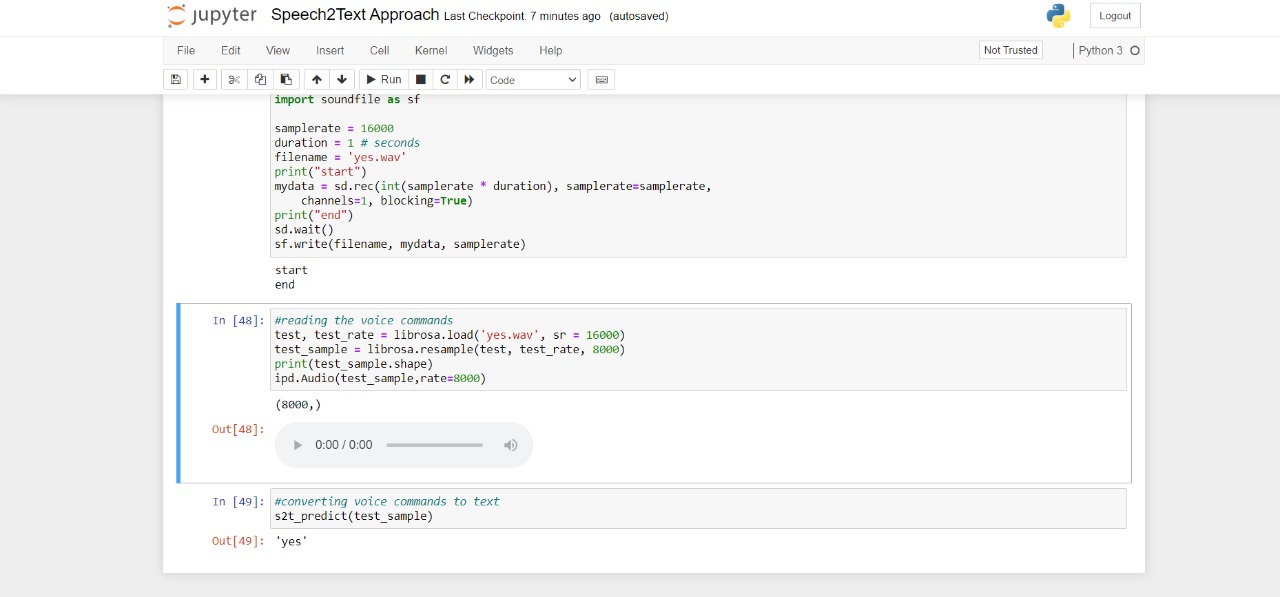 jupyter Speech2Text Approach Last Checkpoint: 7 minutes ago (autosaved)
Logout
File Edit View Insert Cell Kernel Widgets Help Not Trusted Python 3
Run Code
import soundfile as sf
samplerate = 16000
duration = 1 # seconds
filename = 'yes.wav'
print("start")
mydata = sd.rec(int(samplerate * duration), samplerate=samplerate,
    channels=1, blocking=True)
print("end")
sd.wait()
sf.write(filename, mydata, samplerate)
start
end
In [48]: #reading the voice commands
test, test_rate = librosa.load('yes.wav', sr = 16000)
test_sample = librosa.resample(test, test_rate, 8000)
print(test_sample.shape)
ipd.Audio(test_sample,rate=8000)
(8000,)
Out[48]:
0:00 / 0:00
In [49]: #converting voice commands to text
s2t_predict(test_sample)
Out[49]: 'yes'